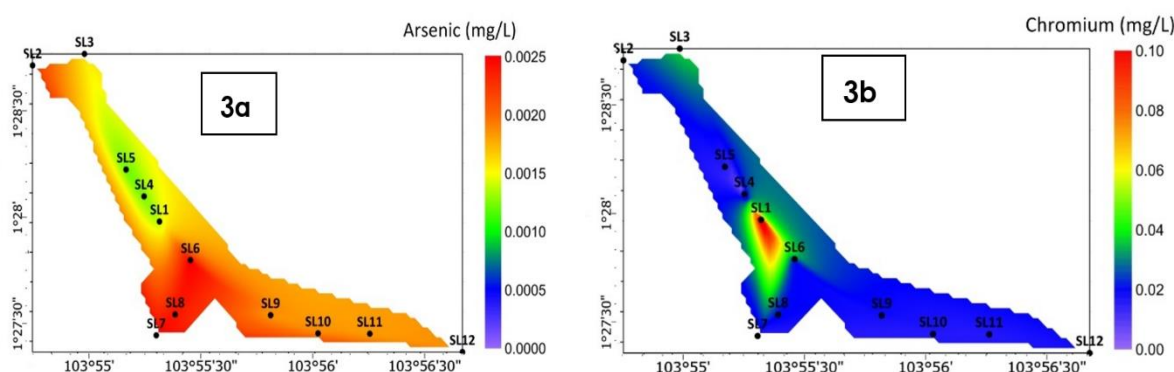 Arsenic (mg/L)
3a
SL2
SL3
SL5
SL4
SL1
SL6
SL8
SL7
SL9
SL10
SL11
SL12
1°28'30"
1°28'
1°27'30"
103°55'
103°55'30"
103°56'
103°56'30"
0.0025
0.0020
0.0015
0.0010
0.0005
0.0000
Chromium (mg/L)
3b
SL2
SL3
SL5
SL4
SL1
SL6
SL8
SL7
SL9
SL10
SL11
SL12
1°28'30"
1°28'
1°27'30"
103°55'
103°55'30"
103°56'
103°56'30"
0.10
0.08
0.06
0.04
0.02
0.00